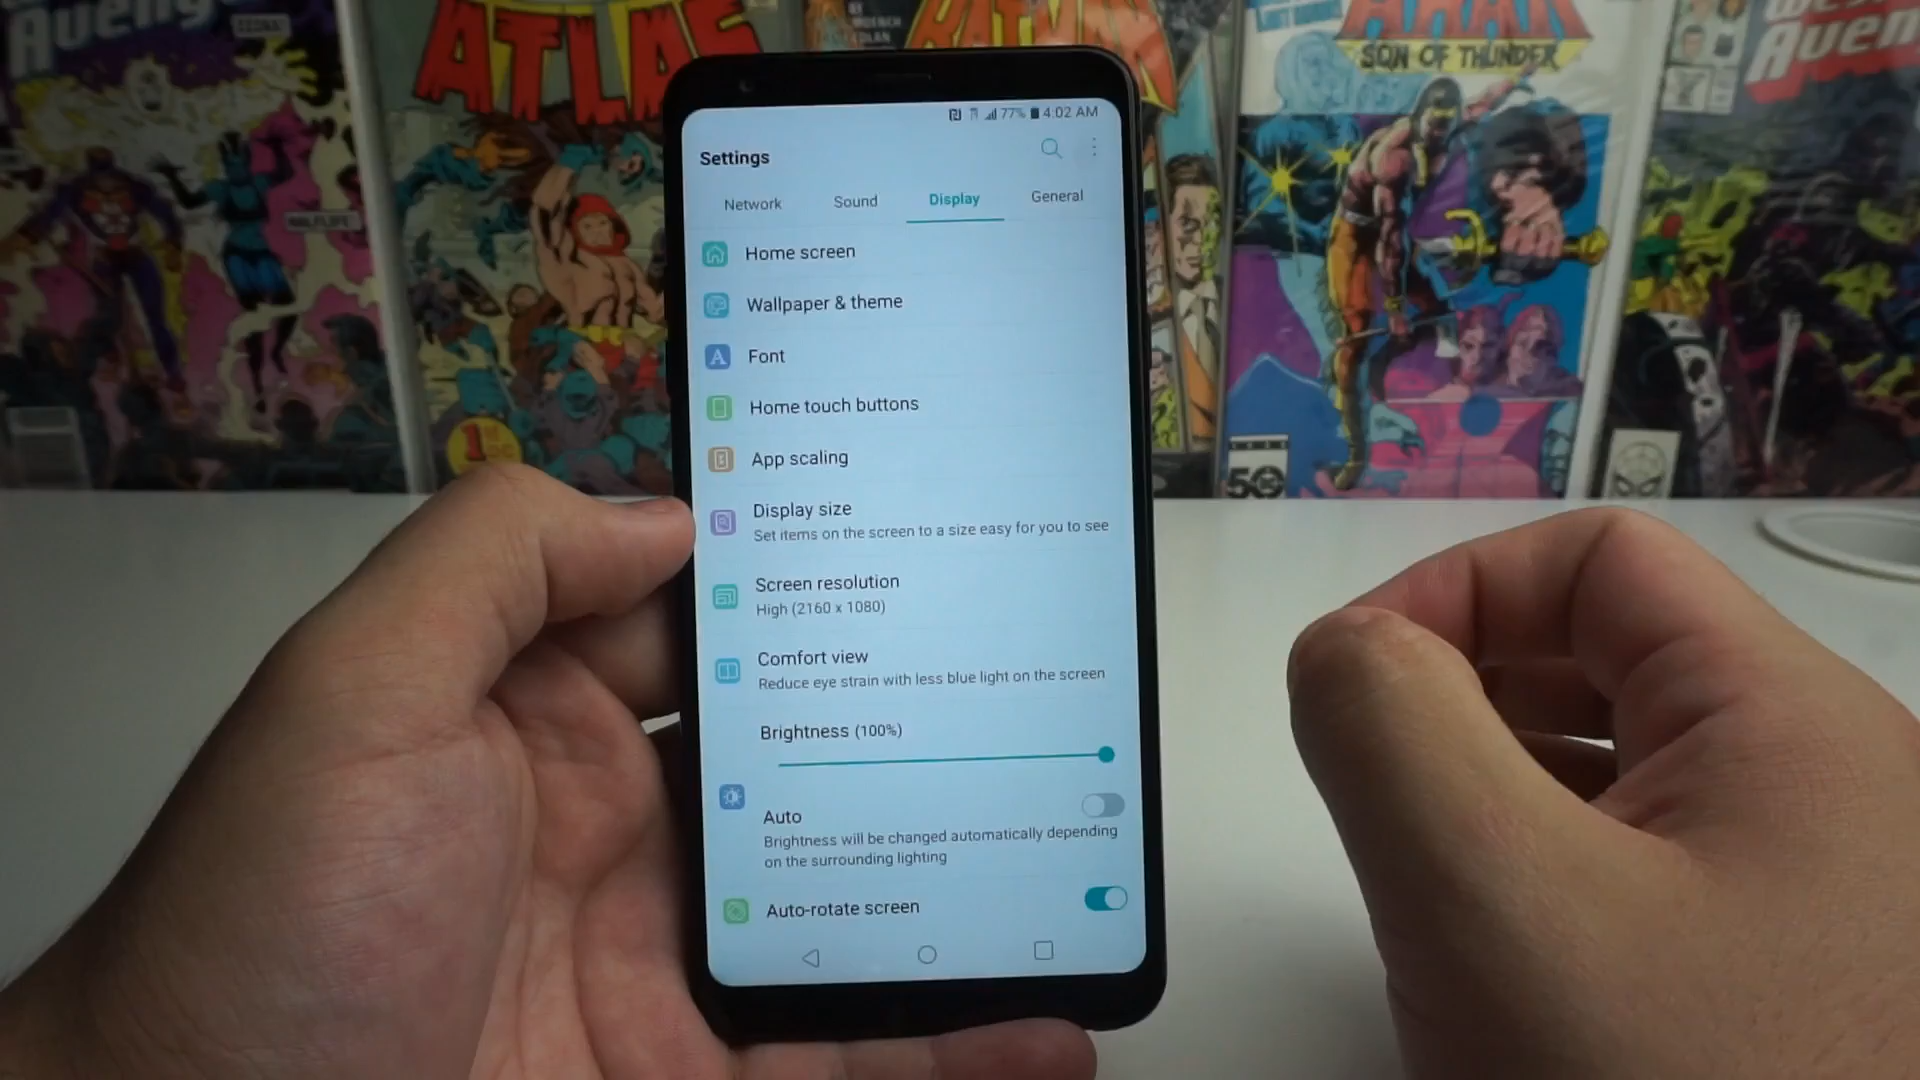 Avenge
ATLAS
SON OF THUNDER
Aven
77% 4:02 AM
Settings
Network Sound Display General
Home screen
Wallpaper & theme
A Font
Home touch buttons
App scaling
Display size
Set items on the screen to a size easy for you to see
Screen resolution
High (2160 x 1080)
Comfort view
Reduce eye strain with less blue light on the screen
Brightness (100%)
Auto
Brightness will be changed automatically depending
on the surrounding lighting
Auto-rotate screen
1ST
50